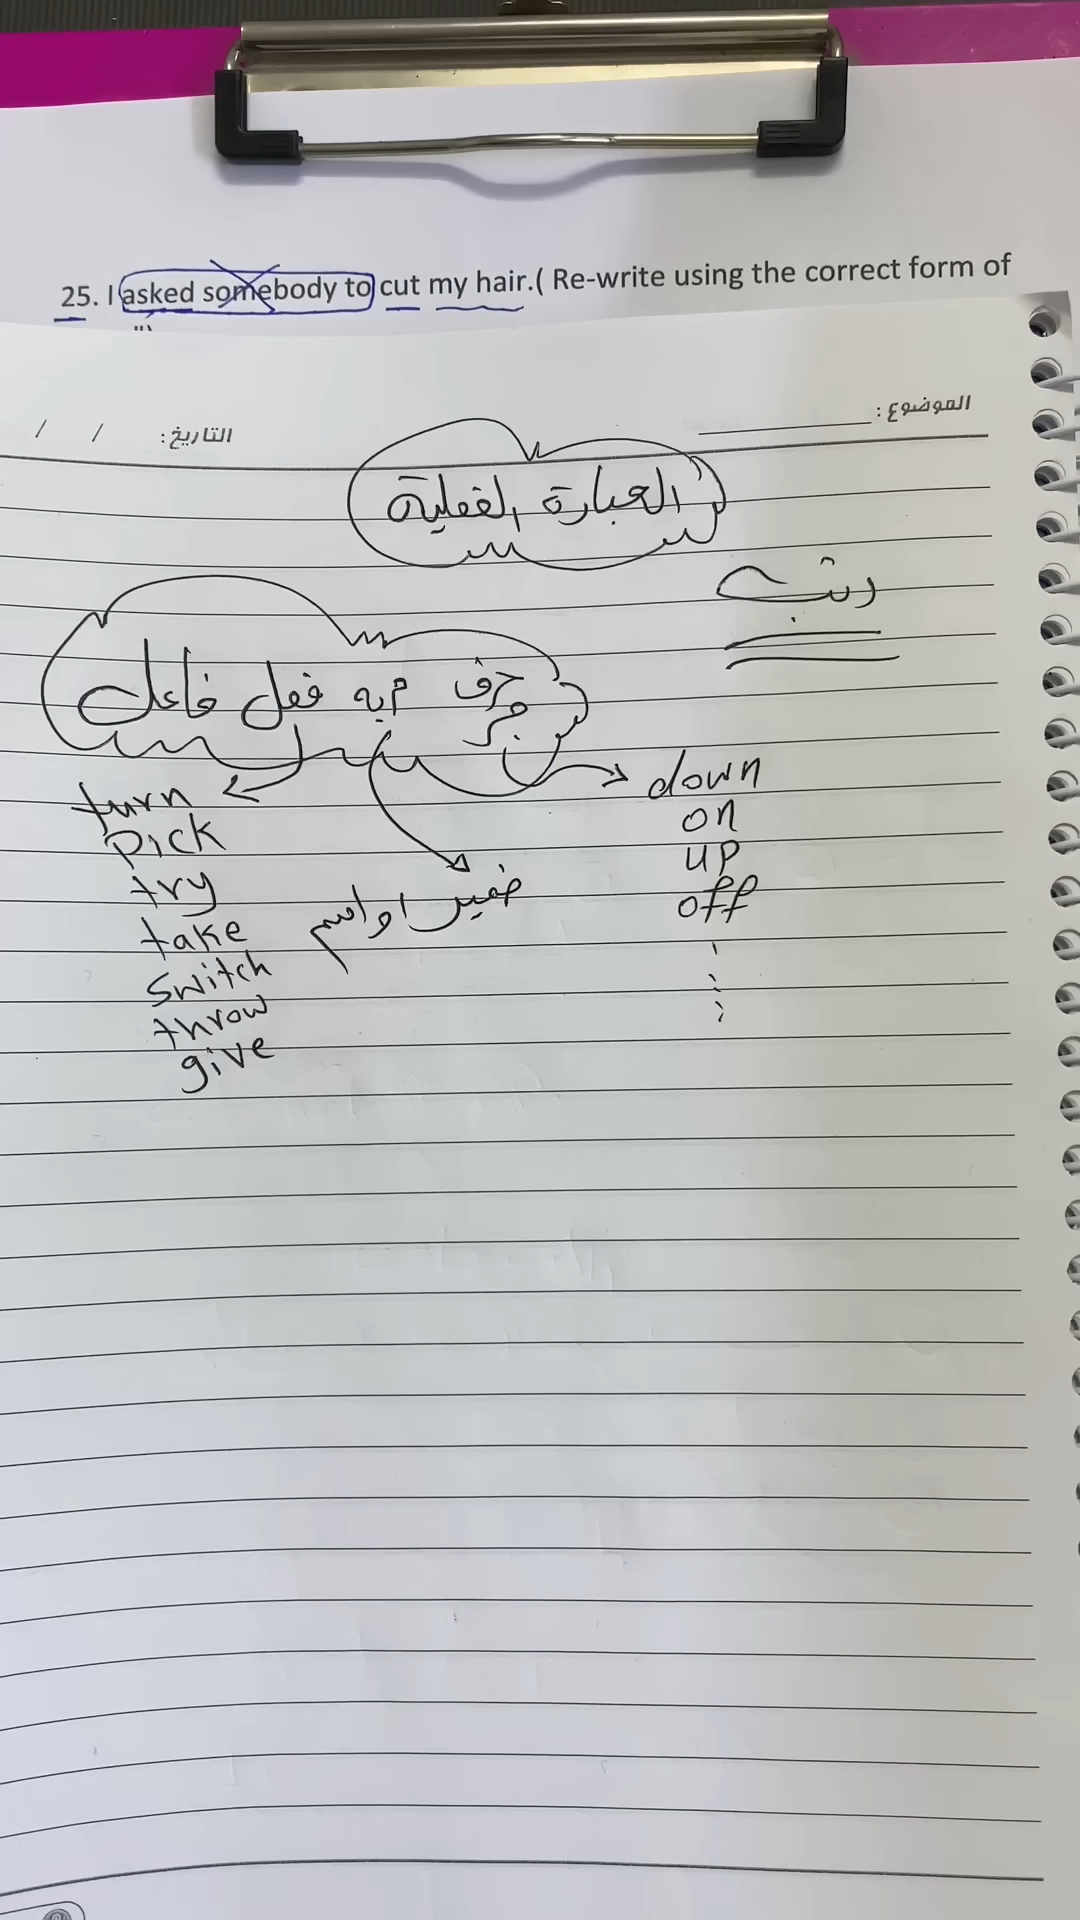 25. I asked somebody to cut my hair.( Re-write using the correct form of
الموضوع: التاريخ: / /
العبارة الفعلية
رتب
فاعل فعل م به حرف جر
turn
Pick
try
take
switch
throw
give
ضمير او اسم
down
on
up
off